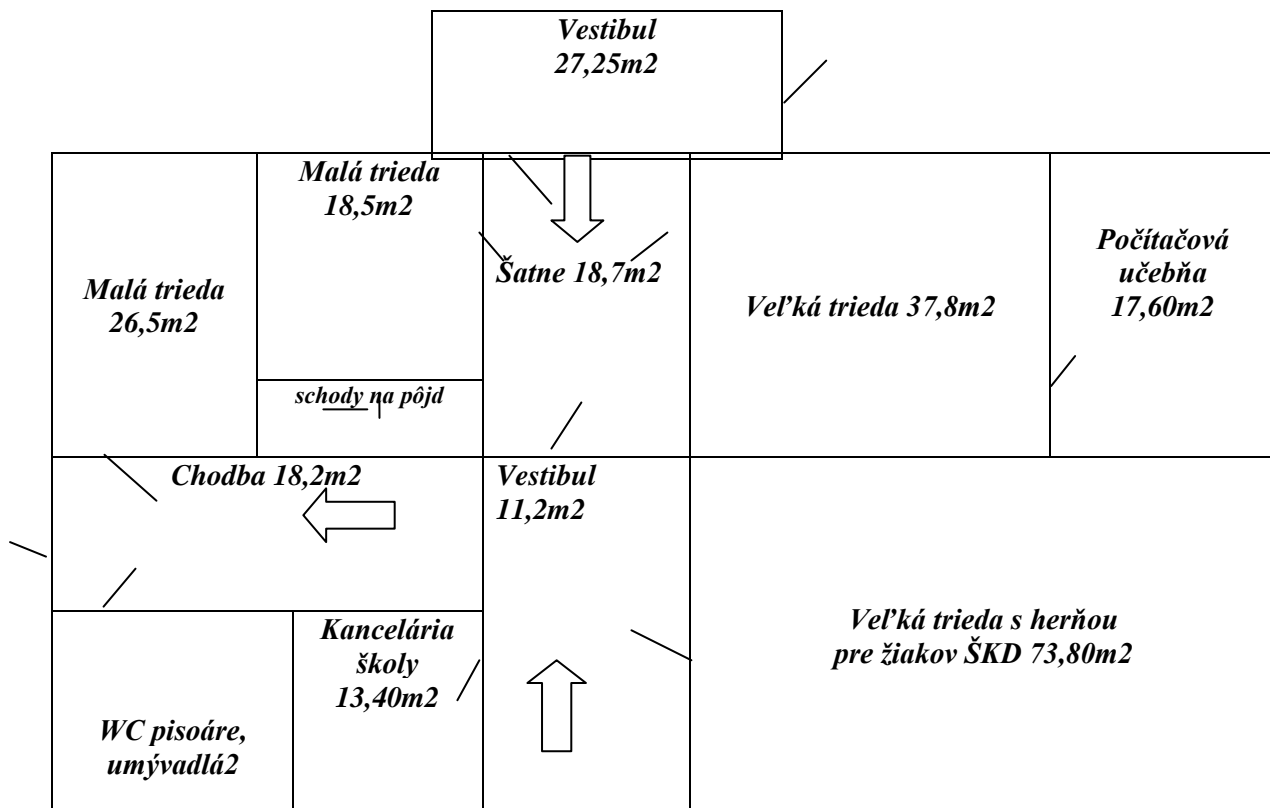 Vestibul
27,25m2
Malá trieda
18,5m2
Šatne 18,7m2
Malá trieda
26,5m2
Veľká trieda 37,8m2
Počítačová
učebňa
17,60m2
schody na pôjd
Chodba 18,2m2
Vestibul
11,2m2
Kancelária
školy
13,40m2
Veľká trieda s herňou
pre žiakov ŠKD 73,80m2
WC pisoáre,
umývadlá2